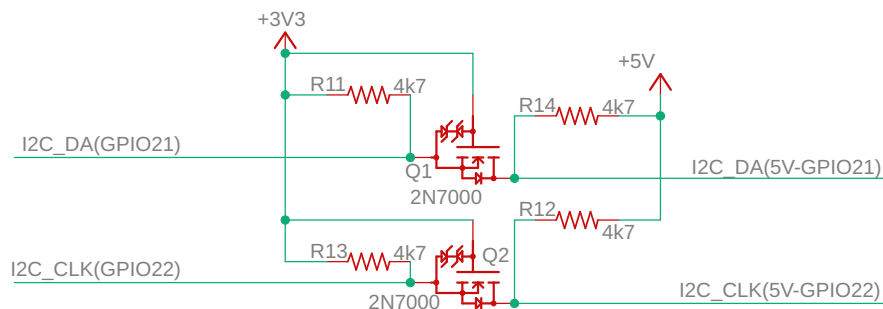 +3V3
+5V
R11
4k7
R14
4k7
I2C_DA(GPIO21)
Q1
I2C_DA(5V-GPIO21)
2N7000
R12
4k7
R13
4k7
Q2
I2C_CLK(GPIO22)
I2C_CLK(5V-GPIO22)
2N7000